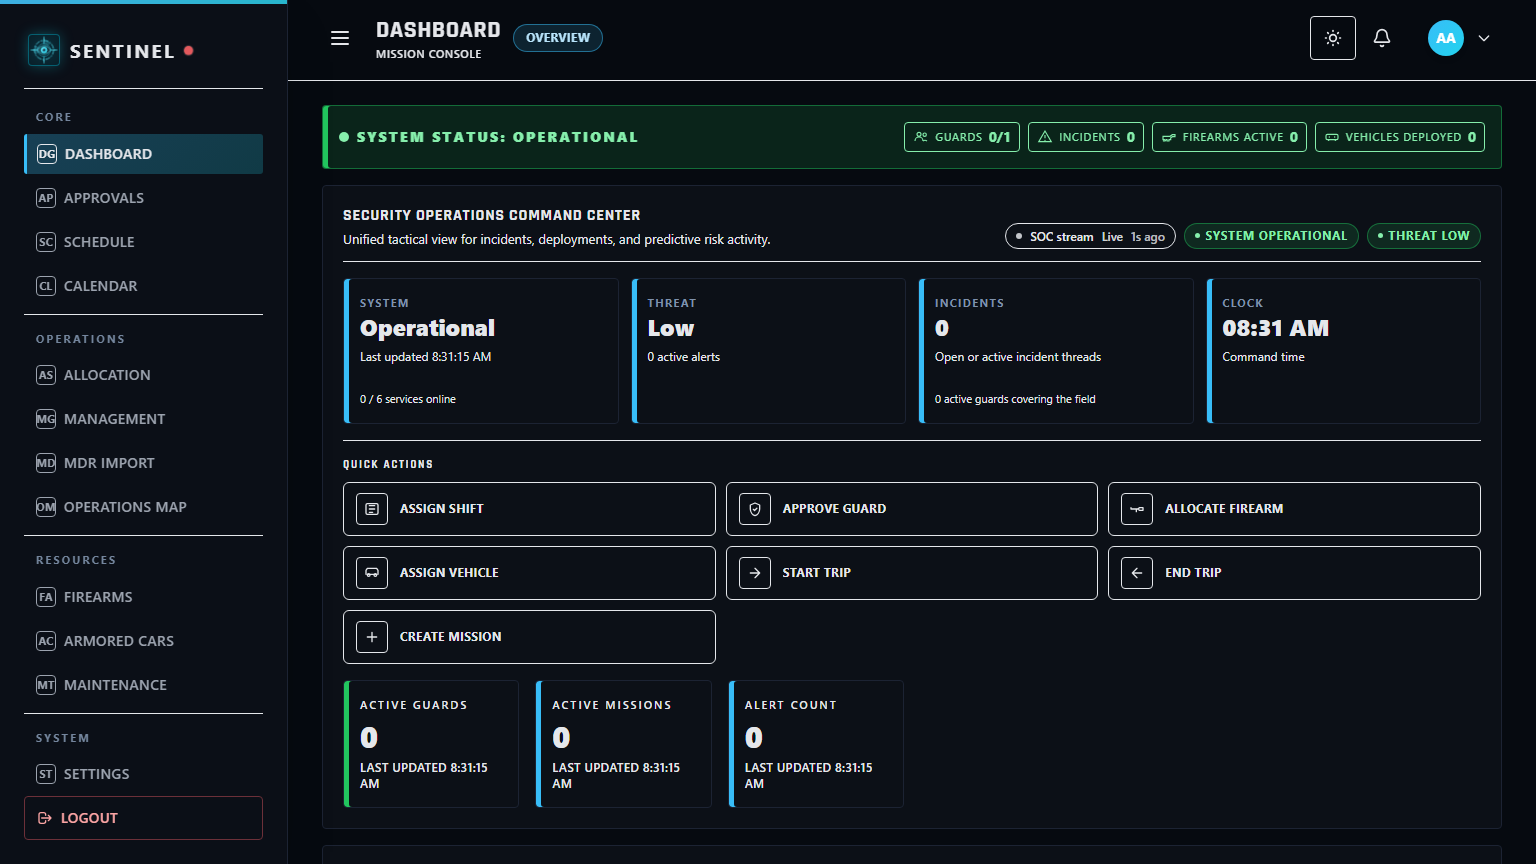 SENTINEL
CORE
DG DASHBOARD
AP APPROVALS
SC SCHEDULE
CL CALENDAR
OPERATIONS
AS ALLOCATION
MG MANAGEMENT
MD MDR IMPORT
OM OPERATIONS MAP
RESOURCES
FA FIREARMS
AC ARMORED CARS
MT MAINTENANCE
SYSTEM
ST SETTINGS
LOGOUT
DASHBOARD
MISSION CONSOLE
OVERVIEW
AA
SYSTEM STATUS: OPERATIONAL
GUARDS 0/1
INCIDENTS 0
FIREARMS ACTIVE 0
VEHICLES DEPLOYED 0
SECURITY OPERATIONS COMMAND CENTER
Unified tactical view for incidents, deployments, and predictive risk activity.
SOC stream Live 1s ago
SYSTEM OPERATIONAL
THREAT LOW
SYSTEM
Operational
Last updated 8:31:15 AM
0 / 6 services online
THREAT
Low
0 active alerts
INCIDENTS
0
Open or active incident threads
0 active guards covering the field
CLOCK
08:31 AM
Command time
QUICK ACTIONS
ASSIGN SHIFT
APPROVE GUARD
ALLOCATE FIREARM
ASSIGN VEHICLE
START TRIP
END TRIP
CREATE MISSION
ACTIVE GUARDS
0
LAST UPDATED 8:31:15
AM
ACTIVE MISSIONS
0
LAST UPDATED 8:31:15
AM
ALERT COUNT
0
LAST UPDATED 8:31:15
AM